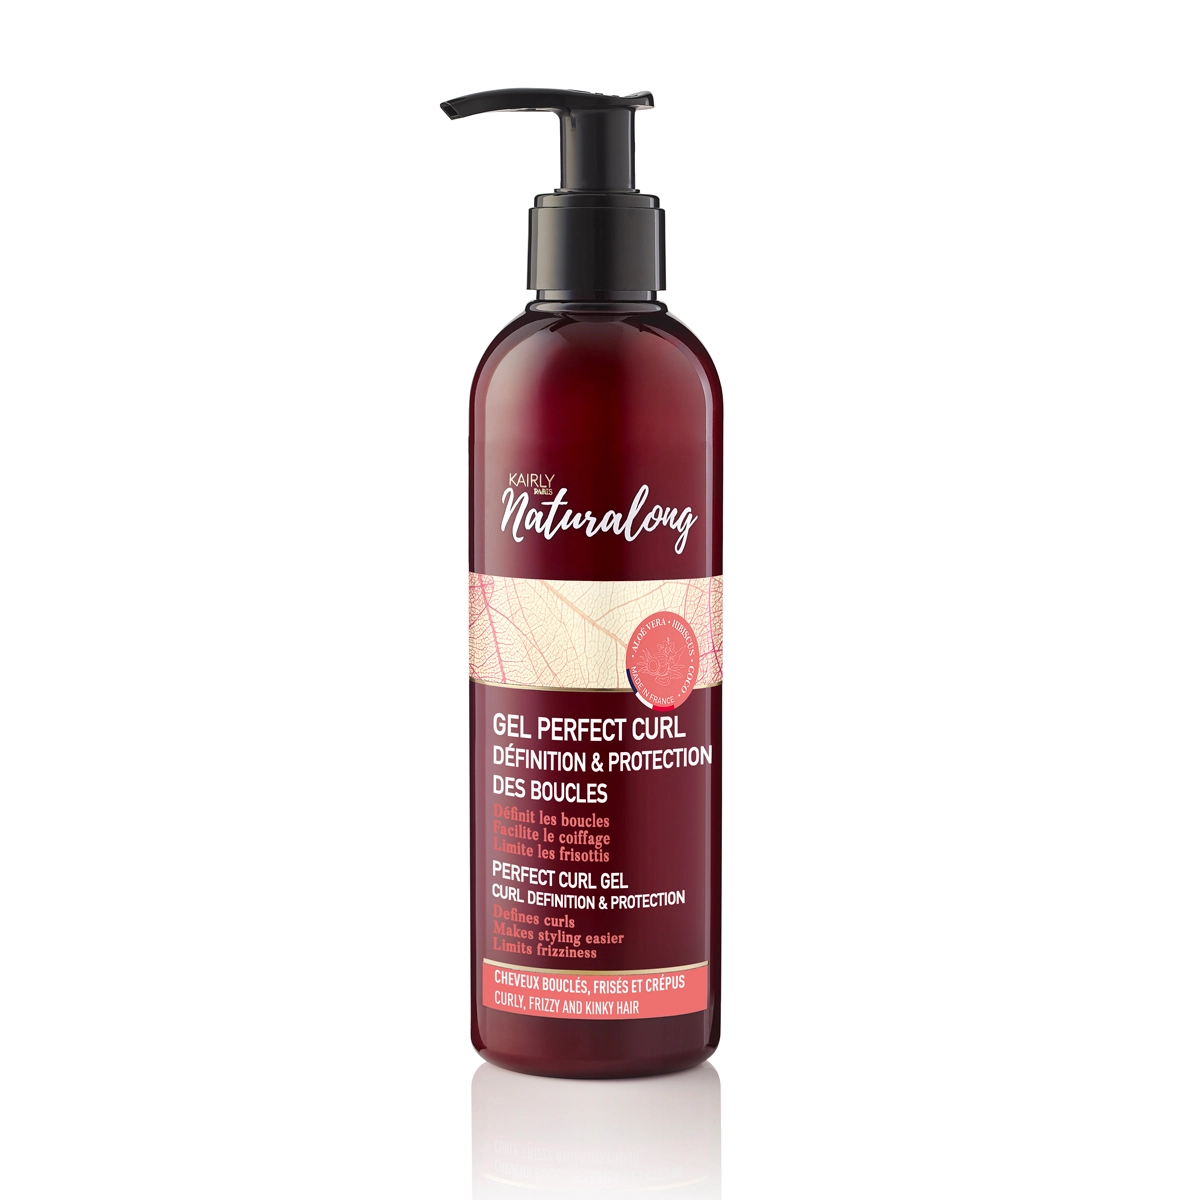 KAIRLY
PARIS
Naturalong
• ALOÉ VERA • HIBISCUS • COCO •
MADE IN FRANCE
GEL PERFECT CURL
DÉFINITION & PROTECTION
DES BOUCLES
Définit les boucles
Facilite le coiffage
Limite les frisottis
PERFECT CURL GEL
CURL DEFINITION & PROTECTION
Defines curls
Makes styling easier
Limits frizziness
CHEVEUX BOUCLÉS, FRISÉS ET CRÉPUS
CURLY, FRIZZY AND KINKY HAIR